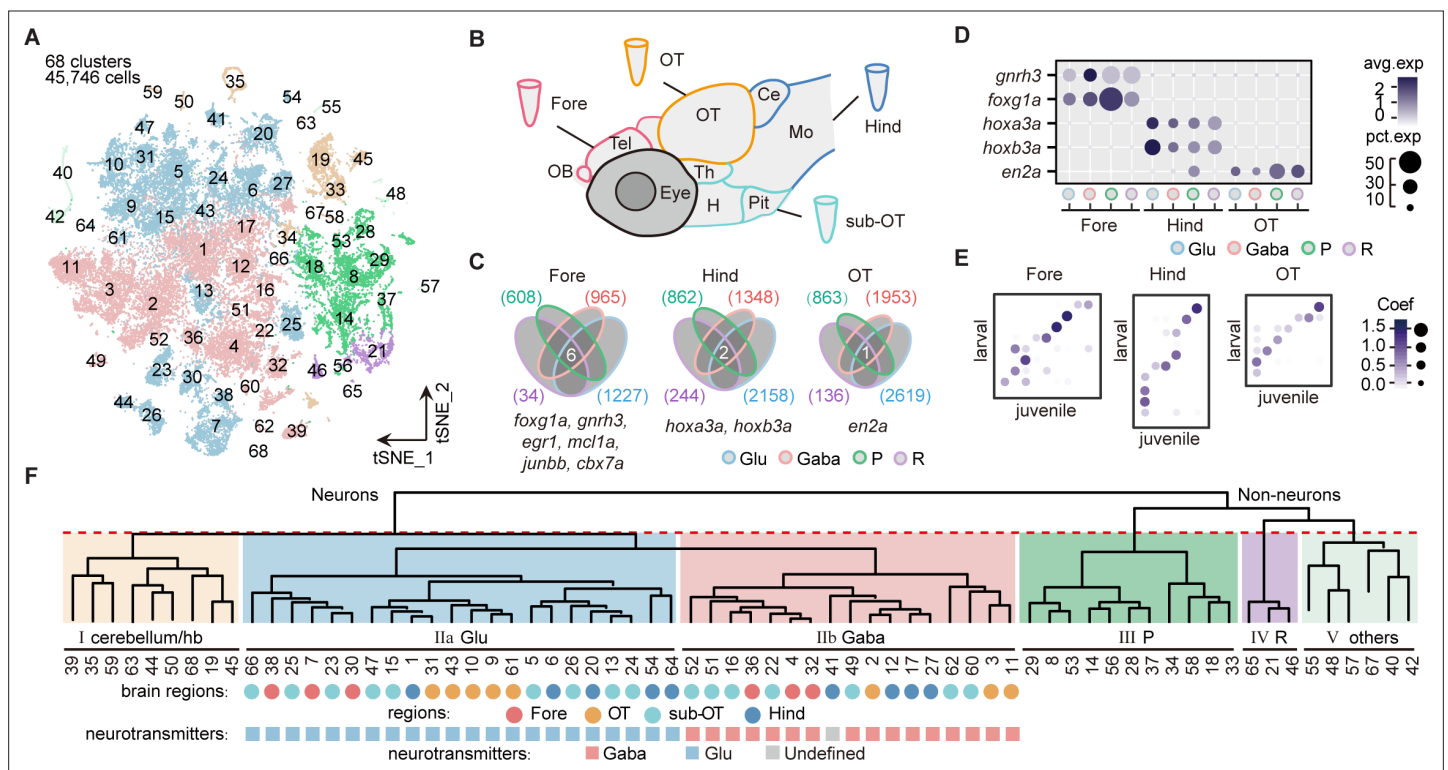 A
68 clusters
45,746 cells
35
59
50
54
55
47
41
20
63
10
31
5
19
45
40
24
6
27
33
48
9
15
43
42
64
61
17
67
58
28
34
53
1
66
29
11
12
18
8
57
3
13
16
2
37
51
14
25
52
36
22
4
49
32
56
21
23
30
46
65
60
44
38
26
7
62
39
68
tSNE_1
tSNE_2
B
OT
Fore
Ce
OT
Hind
Mo
Tel
OB
Th
Eye
H
Pit
sub-OT
C
Fore
Hind
OT
(608)
(965)
(862)
(1348)
(863)
(1953)
6
2
1
(34)
(1227)
(244)
(2158)
(136)
(2619)
foxg1a, gnrh3,
egr1, mcl1a,
junbb, cbx7a
hoxa3a, hoxb3a
en2a
Glu
Gaba
P
R
D
gnrh3
foxg1a
hoxa3a
hoxb3a
en2a
Fore
Hind
OT
Glu
Gaba
P
R
avg.exp
2
1
0
pct.exp
50
30
10
E
Fore
Hind
OT
larval
larval
larval
juvenile
juvenile
juvenile
Coef
1.5
1.0
0.5
0.0
F
Neurons
Non-neurons
I cerebellum/hb
IIa Glu
IIb Gaba
III P
IV R
V others
39 35 59 63 44 50 68 19 45 66 38 25 7 23 30 47 15 1 31 43 10 9 61 5 6 26 20 13 24 54 64 52 51 16 36 22 4 32 41 49 2 12 17 27 62 60 3 11 29 8 53 14 56 28 37 34 58 18 33 65 21 46 55 48 57 67 40 42
brain regions:
regions:
Fore
OT
sub-OT
Hind
neurotransmitters:
neurotransmitters:
Gaba
Glu
Undefined